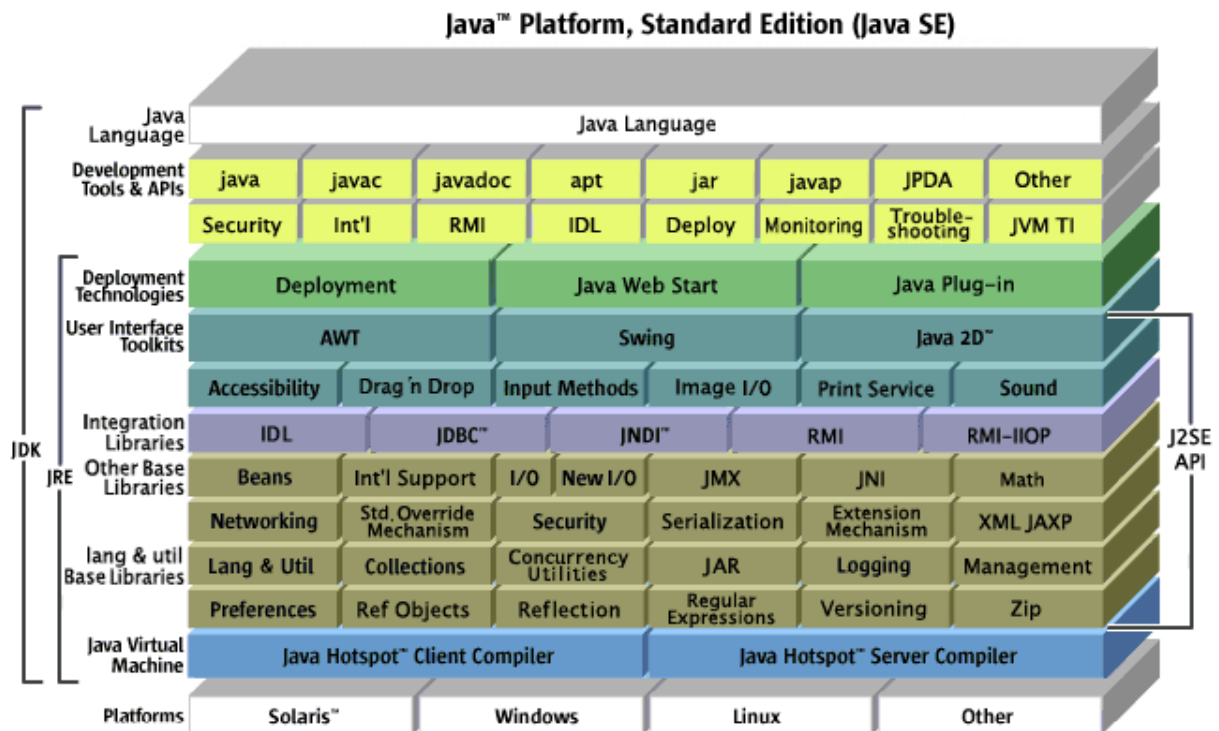 Java™ Platform, Standard Edition (Java SE)
Java
Language
Java Language
Development
Tools & APIs
java javac javadoc apt jar javap JPDA Other
Security Int'l RMI IDL Deploy Monitoring Trouble-
shooting JVM TI
Deployment
Technologies
Deployment Java Web Start Java Plug-in
User Interface
Toolkits
AWT Swing Java 2D™
Accessibility Drag 'n Drop Input Methods Image I/O Print Service Sound
Integration
Libraries
IDL JDBC™ JNDI™ RMI RMI-IIOP
JDK
JRE
J2SE
API
Other Base
Libraries
Beans Int'l Support I/O New I/O JMX JNI Math
Networking Std. Override
Mechanism Security Serialization Extension
Mechanism XML JAXP
lang & util
Base Libraries
Lang & Util Collections Concurrency
Utilities JAR Logging Management
Preferences Ref Objects Reflection Regular
Expressions Versioning Zip
Java Virtual
Machine
Java Hotspot™ Client Compiler Java Hotspot™ Server Compiler
Platforms
Solaris™ Windows Linux Other